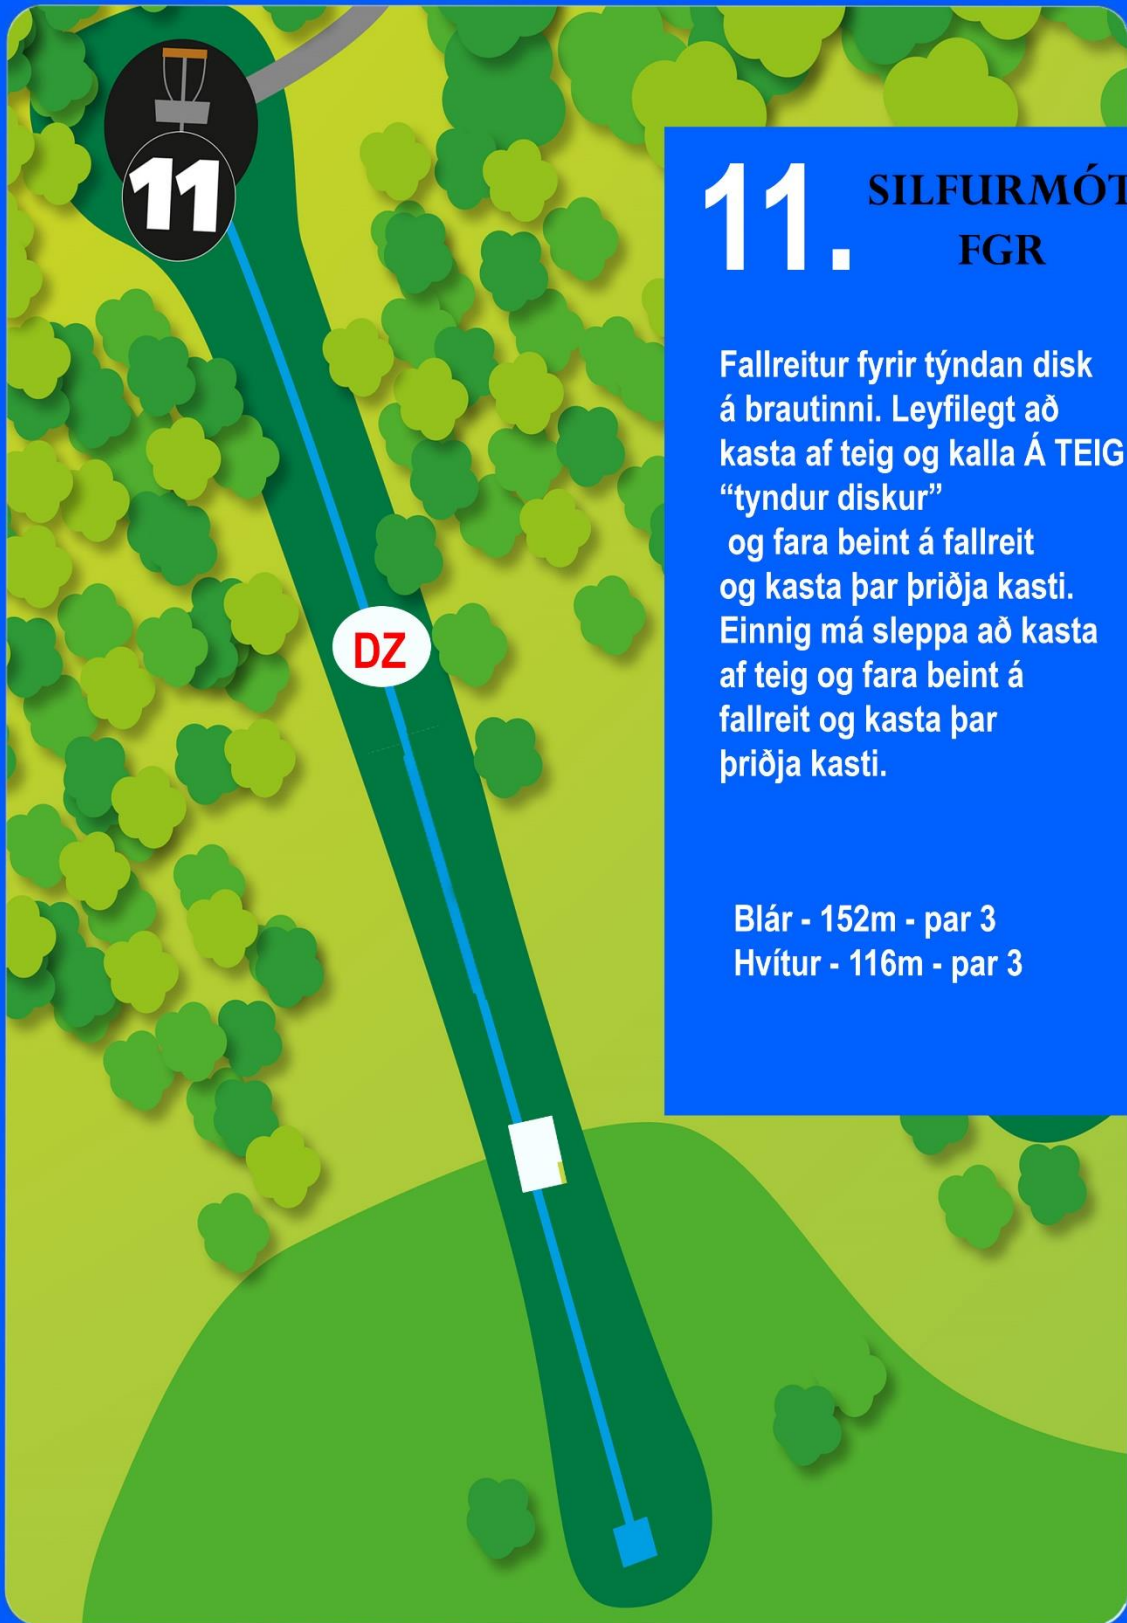 11
11.
SILFURMÓT
FGR
Fallreitur fyrir týndan disk
á brautinni. Leyfilegt að
kasta af teig og kalla Á TEIG
“tyndur diskur”
og fara beint á fallreit
og kasta þar þriðja kasti.
Einnig má sleppa að kasta
af teig og fara beint á
fallreit og kasta þar
þriðja kasti.
DZ
Blár - 152m - par 3
Hvítur - 116m - par 3